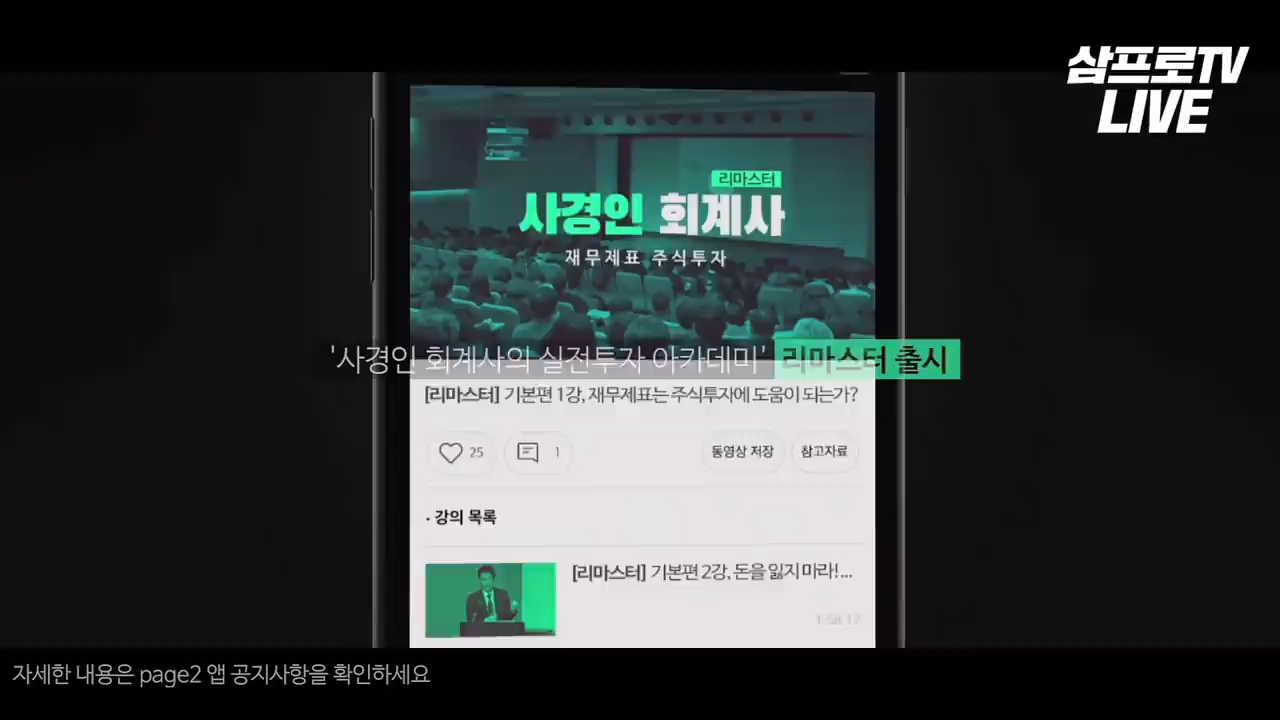 삼프로TV
LIVE
리마스터
사경인 회계사
재무제표 주식투자
'사경인 회계사의 실전투자 아카데미' 리마스터 출시
[리마스터] 기본편 1강, 재무제표는 주식투자에 도움이 되는가?
25
1
동영상 저장
참고자료
· 강의 목록
[리마스터] 기본편 2강, 돈을 잃지 마라!...
자세한 내용은 page2 앱 공지사항을 확인하세요